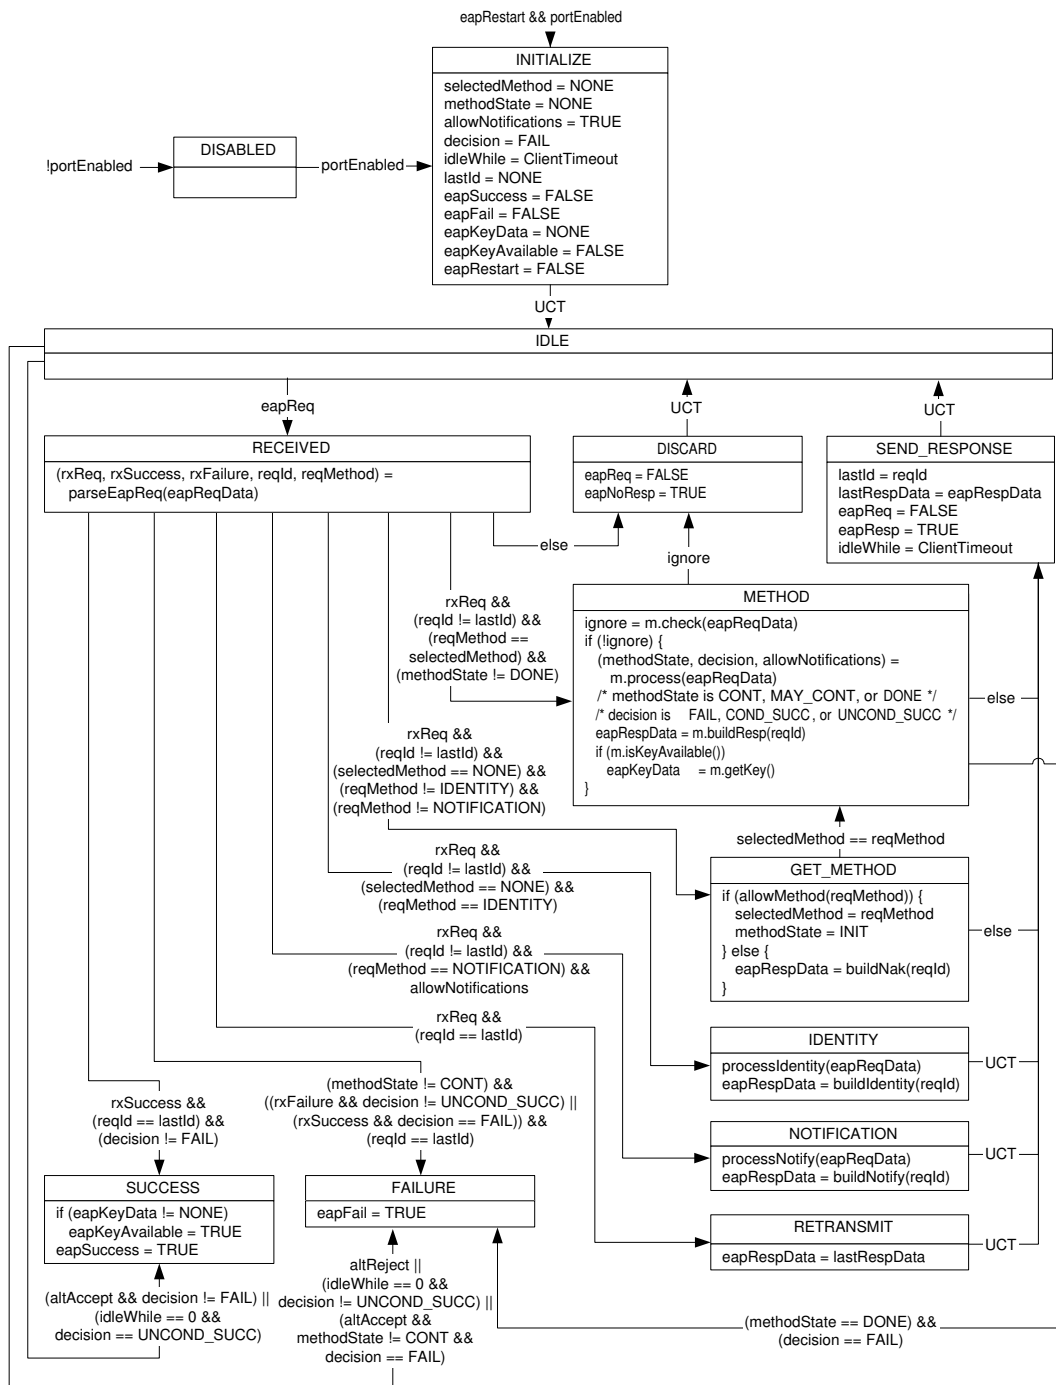 eapRestart && portEnabled
INITIALIZE
selectedMethod = NONE
methodState = NONE
allowNotifications = TRUE
decision = FAIL
idleWhile = ClientTimeout
lastId = NONE
eapSuccess = FALSE
eapFail = FALSE
eapKeyData = NONE
eapKeyAvailable = FALSE
eapRestart = FALSE
!portEnabled
DISABLED
portEnabled
UCT
IDLE
eapReq
UCT
UCT
RECEIVED
(rxReq, rxSuccess, rxFailure, reqId, reqMethod) =
parseEapReq(eapReqData)
DISCARD
eapReq = FALSE
eapNoResp = TRUE
SEND_RESPONSE
lastId = reqId
lastRespData = eapRespData
eapReq = FALSE
eapResp = TRUE
idleWhile = ClientTimeout
else
ignore
rxReq &&
(reqId != lastId) &&
(reqMethod ==
selectedMethod) &&
(methodState != DONE)
METHOD
ignore = m.check(eapReqData)
if (!ignore) {
(methodState, decision, allowNotifications) =
m.process(eapReqData)
/* methodState is CONT, MAY_CONT, or DONE */
/* decision is FAIL, COND_SUCC, or UNCOND_SUCC */
eapRespData = m.buildResp(reqId)
if (m.isKeyAvailable())
eapKeyData = m.getKey()
}
else
rxReq &&
(reqId != lastId) &&
(selectedMethod == NONE) &&
(reqMethod != IDENTITY) &&
(reqMethod != NOTIFICATION)
selectedMethod == reqMethod
GET_METHOD
if (allowMethod(reqMethod)) {
selectedMethod = reqMethod
methodState = INIT
} else {
eapRespData = buildNak(reqId)
}
else
rxReq &&
(reqId != lastId) &&
(selectedMethod == NONE) &&
(reqMethod == IDENTITY)
rxReq &&
(reqId != lastId) &&
(reqMethod == NOTIFICATION) &&
allowNotifications
rxReq &&
(reqId == lastId)
IDENTITY
processIdentity(eapReqData)
eapRespData = buildIdentity(reqId)
UCT
(methodState != CONT) &&
((rxFailure && decision != UNCOND_SUCC) ||
(rxSuccess && decision == FAIL)) &&
(reqId == lastId)
rxSuccess &&
(reqId == lastId) &&
(decision != FAIL)
NOTIFICATION
processNotify(eapReqData)
eapRespData = buildNotify(reqId)
UCT
SUCCESS
if (eapKeyData != NONE)
eapKeyAvailable = TRUE
eapSuccess = TRUE
FAILURE
eapFail = TRUE
RETRANSMIT
eapRespData = lastRespData
UCT
(altAccept && decision != FAIL) ||
(idleWhile == 0 &&
decision == UNCOND_SUCC)
altReject ||
(idleWhile == 0 &&
decision != UNCOND_SUCC) ||
(altAccept &&
methodState != CONT &&
decision == FAIL)
(methodState == DONE) &&
(decision == FAIL)